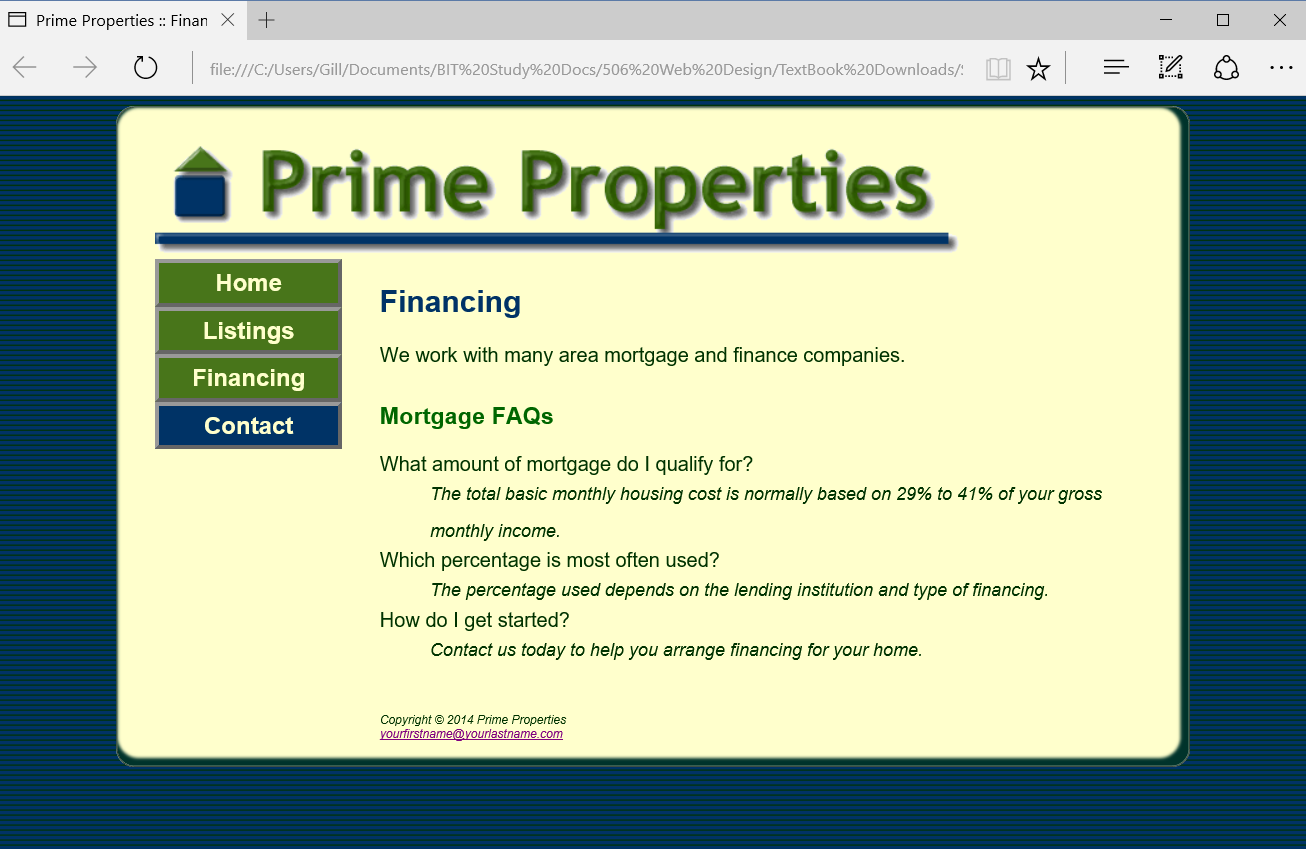 Prime Properties :: Finan
file:///C:/Users/Gill/Documents/BIT%20Study%20Docs/506%20Web%20Design/TextBook%20Downloads/
Prime Properties
Home
Listings
Financing
Contact
Financing
We work with many area mortgage and finance companies.
Mortgage FAQs
What amount of mortgage do I qualify for?
The total basic monthly housing cost is normally based on 29% to 41% of your gross
monthly income.
Which percentage is most often used?
The percentage used depends on the lending institution and type of financing.
How do I get started?
Contact us today to help you arrange financing for your home.
Copyright © 2014 Prime Properties
yourfirstname@yourlastname.com